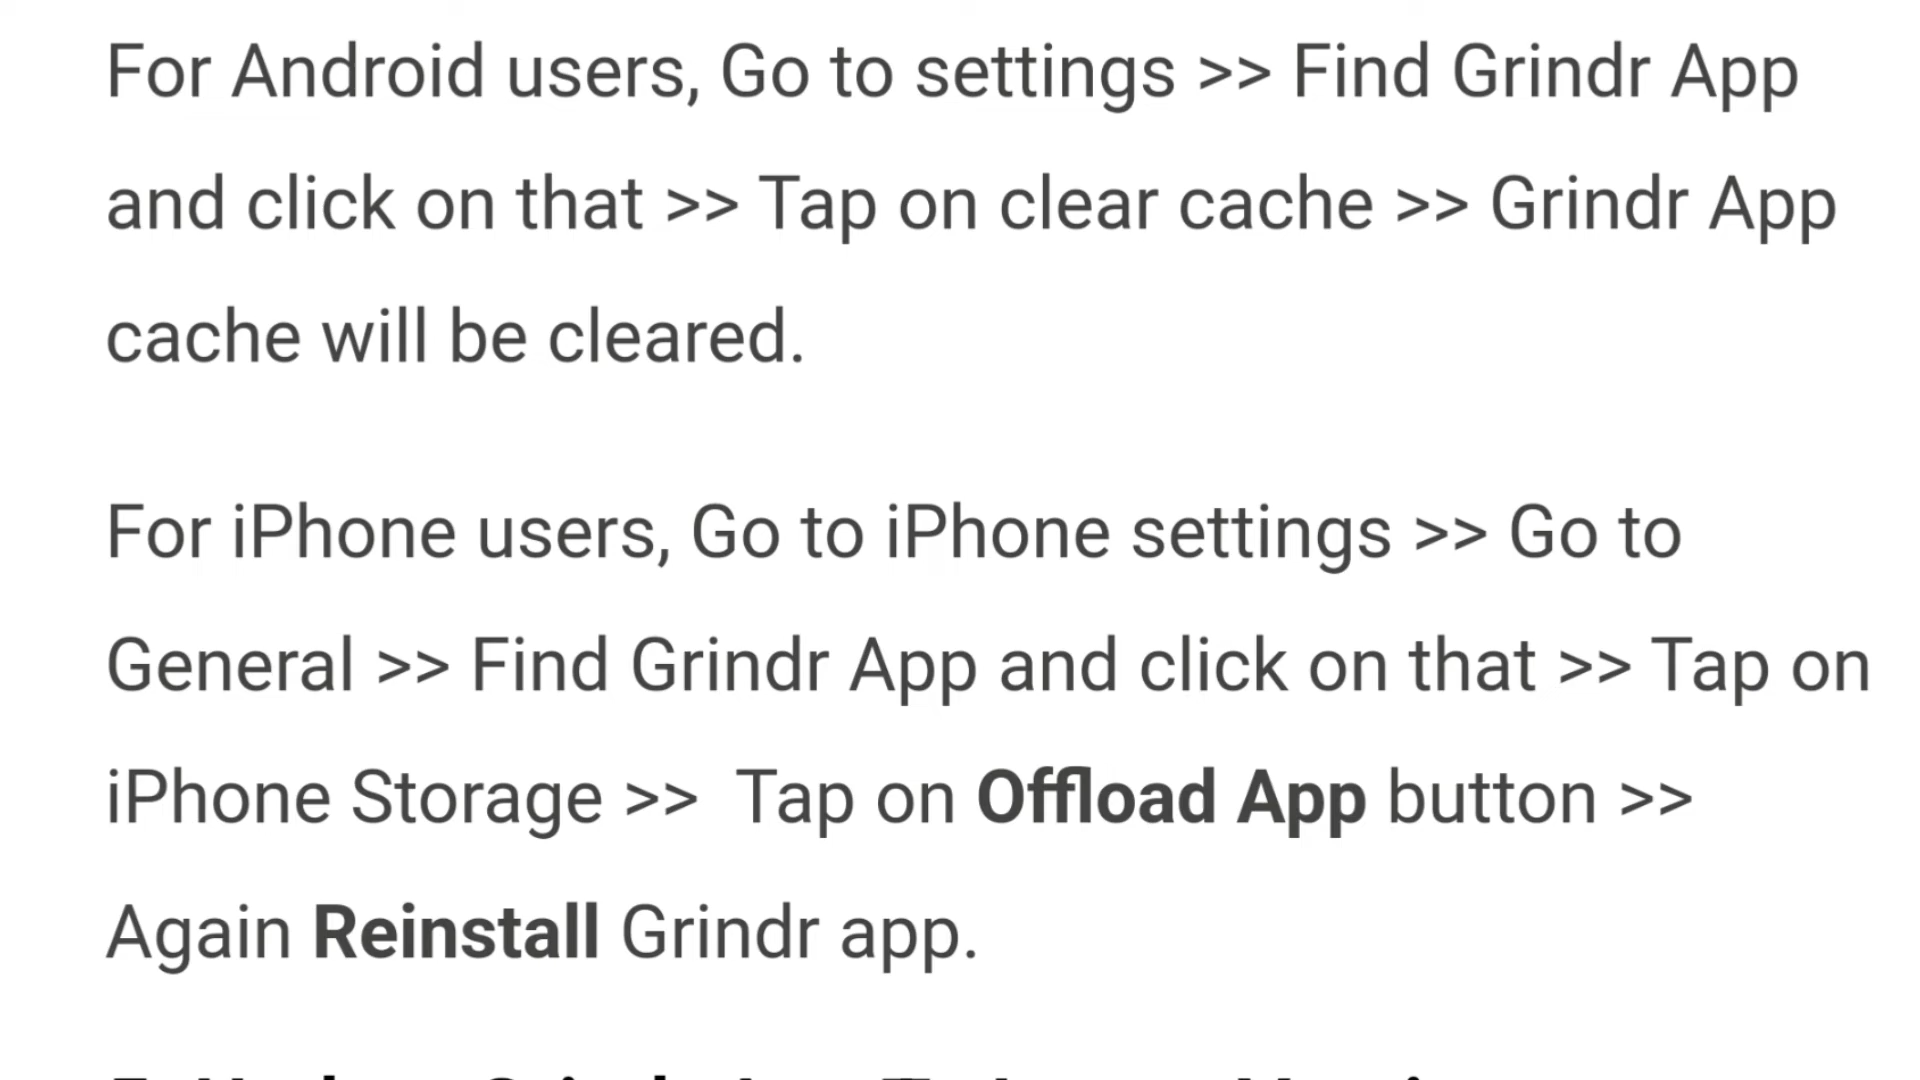 For Android users, Go to settings >> Find Grindr App
and click on that >> Tap on clear cache >> Grindr App
cache will be cleared.
For iPhone users, Go to iPhone settings >> Go to
General >> Find Grindr App and click on that >> Tap on
iPhone Storage >>  Tap on Offload App button >>
Again Reinstall Grindr app.